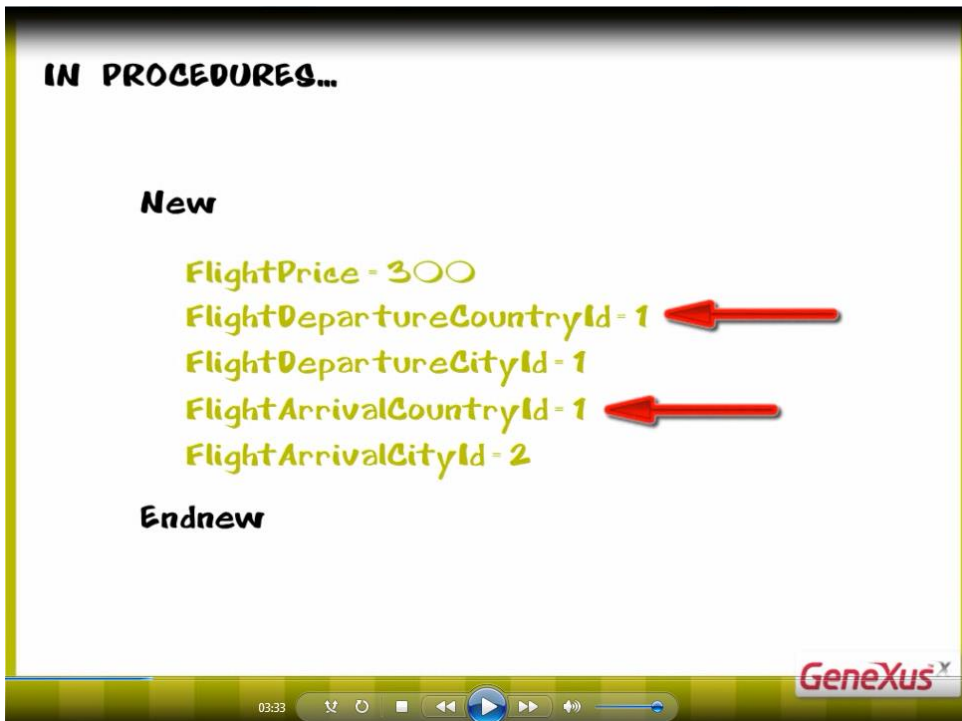 IN PROCEDURES...
New
FlightPrice = 300
FlightDepartureCountryId = 1
FlightDepartureCityId = 1
FlightArrivalCountryId = 1
FlightArrivalCityId = 2
Endnew
GeneXus X
03:33